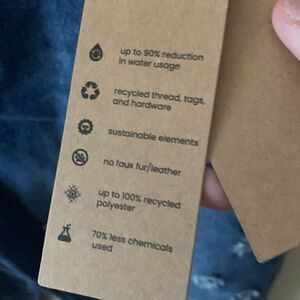 up to 90% reduction
in water usage
recycled thread, tags,
and hardware
sustainable elements
no faux fur/leather
up to 100% recycled
polyester
70% less chemicals
used